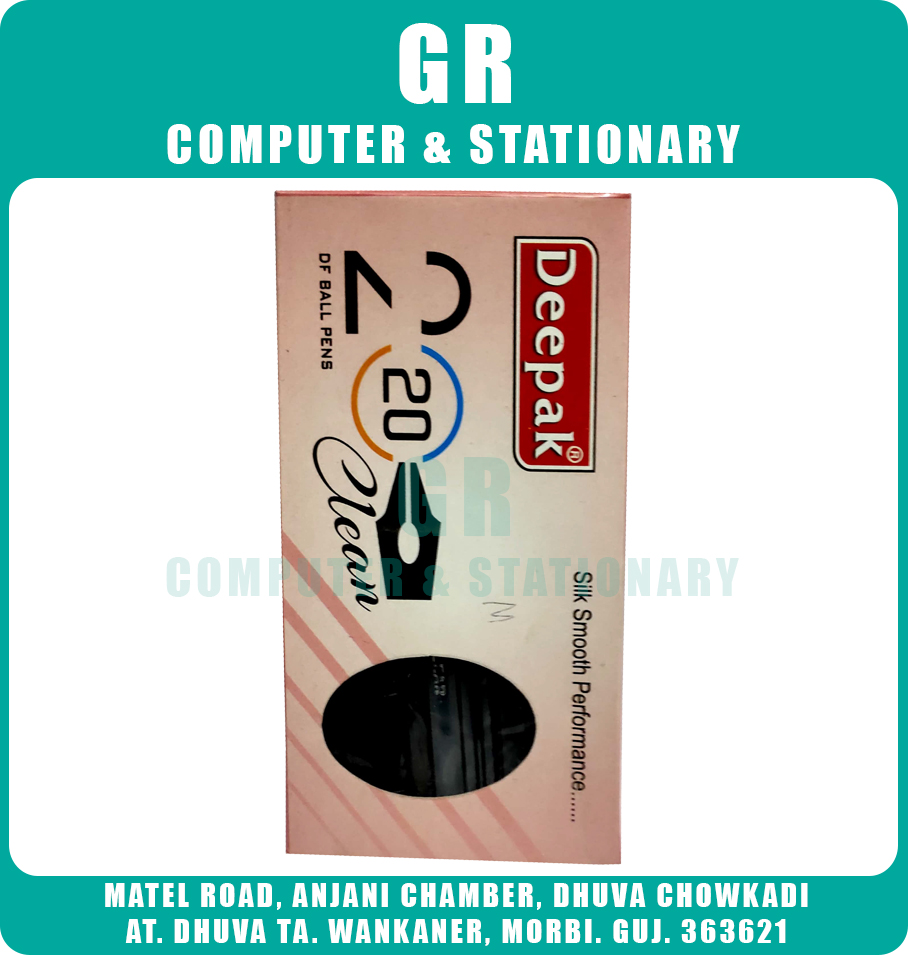 GR
COMPUTER & STATIONARY
Deepak®
20
20
DF BALL PENS
Clean
Silk Smooth Performance......
GR
COMPUTER & STATIONARY
MATEL ROAD, ANJANI CHAMBER, DHUVA CHOWKADI
AT. DHUVA TA. WANKANER, MORBI. GUJ. 363621